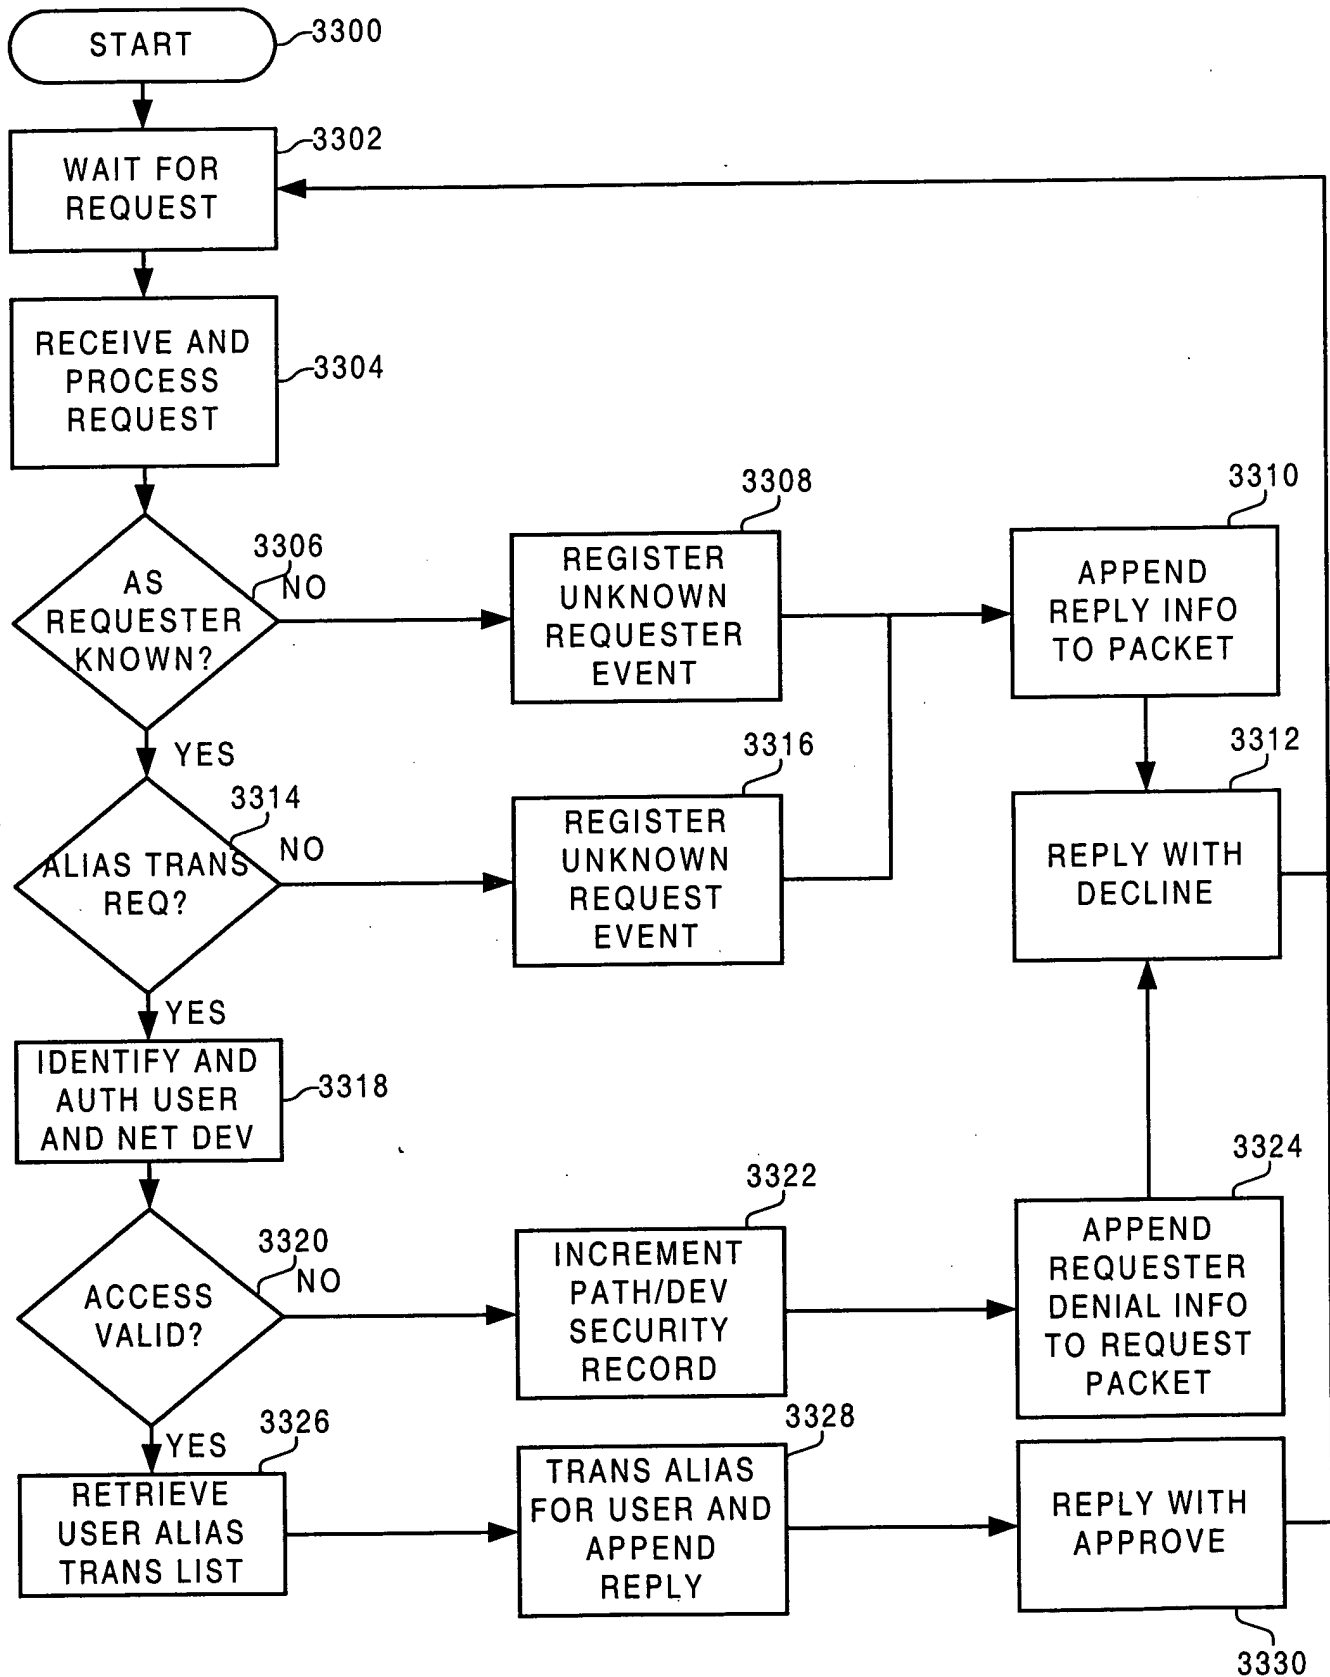 START
3300
WAIT FOR
REQUEST
3302
RECEIVE AND
PROCESS
REQUEST
3304
AS
REQUESTER
KNOWN?
3306
NO
YES
REGISTER
UNKNOWN
REQUESTER
EVENT
3308
APPEND
REPLY INFO
TO PACKET
3310
REPLY WITH
DECLINE
3312
ALIAS TRANS
REQ?
3314
NO
YES
REGISTER
UNKNOWN
REQUEST
EVENT
3316
IDENTIFY AND
AUTH USER
AND NET DEV
3318
ACCESS
VALID?
3320
NO
YES
INCREMENT
PATH/DEV
SECURITY
RECORD
3322
APPEND
REQUESTER
DENIAL INFO
TO REQUEST
PACKET
3324
RETRIEVE
USER ALIAS
TRANS LIST
3326
TRANS ALIAS
FOR USER AND
APPEND
REPLY
3328
REPLY WITH
APPROVE
3330